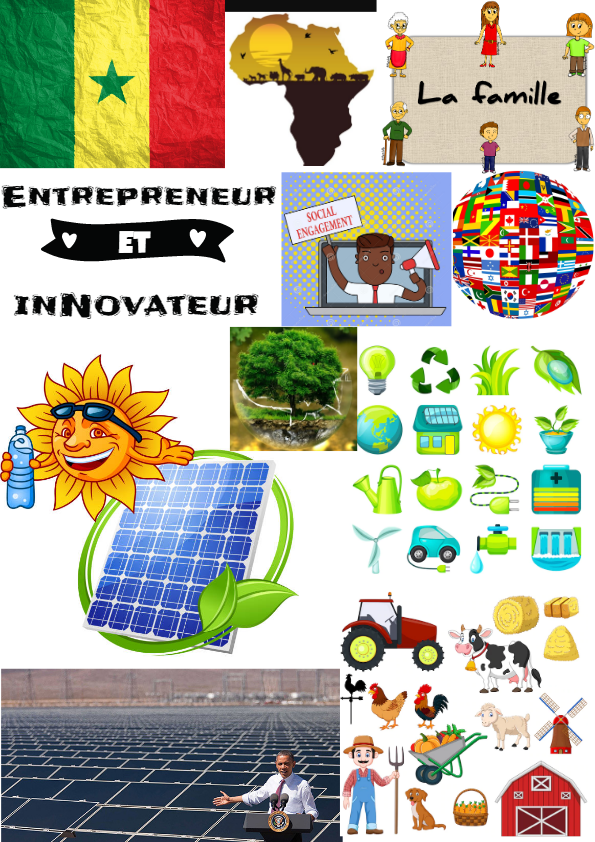 La famille
ENTREPRENEUR
ET
inNovateur
SOCIAL
ENGAGEMENT